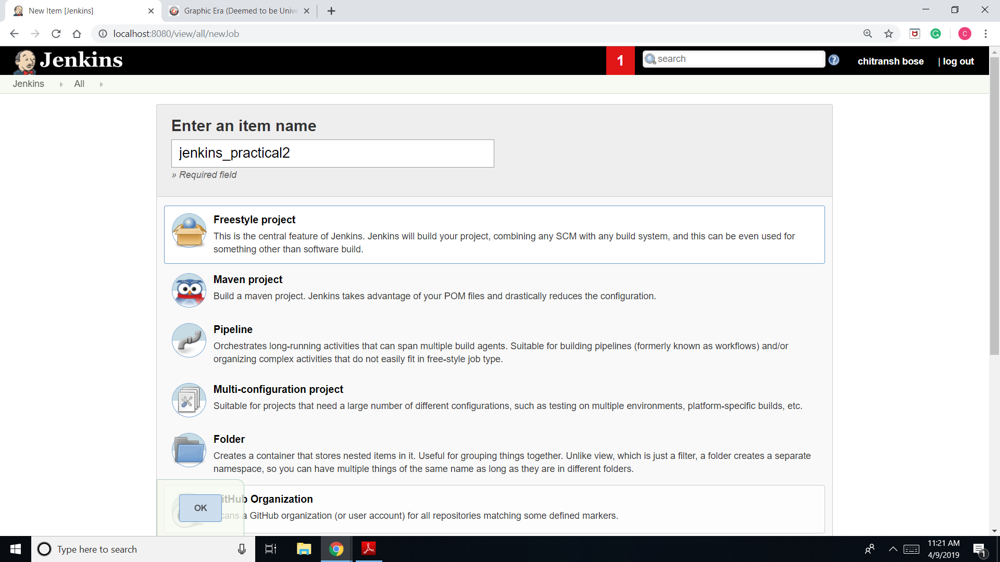 New Item [Jenkins]
Graphic Era (Deemed to be Unive
localhost:8080/view/all/newJob
C
Jenkins
1
search
chitransh bose
| log out
Jenkins
All
Enter an item name
jenkins_practical2
» Required field
Freestyle project
This is the central feature of Jenkins. Jenkins will build your project, combining any SCM with any build system, and this can be even used for
something other than software build.
Maven project
Build a maven project. Jenkins takes advantage of your POM files and drastically reduces the configuration.
Pipeline
Orchestrates long-running activities that can span multiple build agents. Suitable for building pipelines (formerly known as workflows) and/or
organizing complex activities that do not easily fit in free-style job type.
Multi-configuration project
Suitable for projects that need a large number of different configurations, such as testing on multiple environments, platform-specific builds, etc.
Folder
Creates a container that stores nested items in it. Useful for grouping things together. Unlike view, which is just a filter, a folder creates a separate
namespace, so you can have multiple things of the same name as long as they are in different folders.
itHub Organization
OK
cans a GitHub organization (or user account) for all repositories matching some defined markers.
Type here to search
11:21 AM
4/9/2019
1